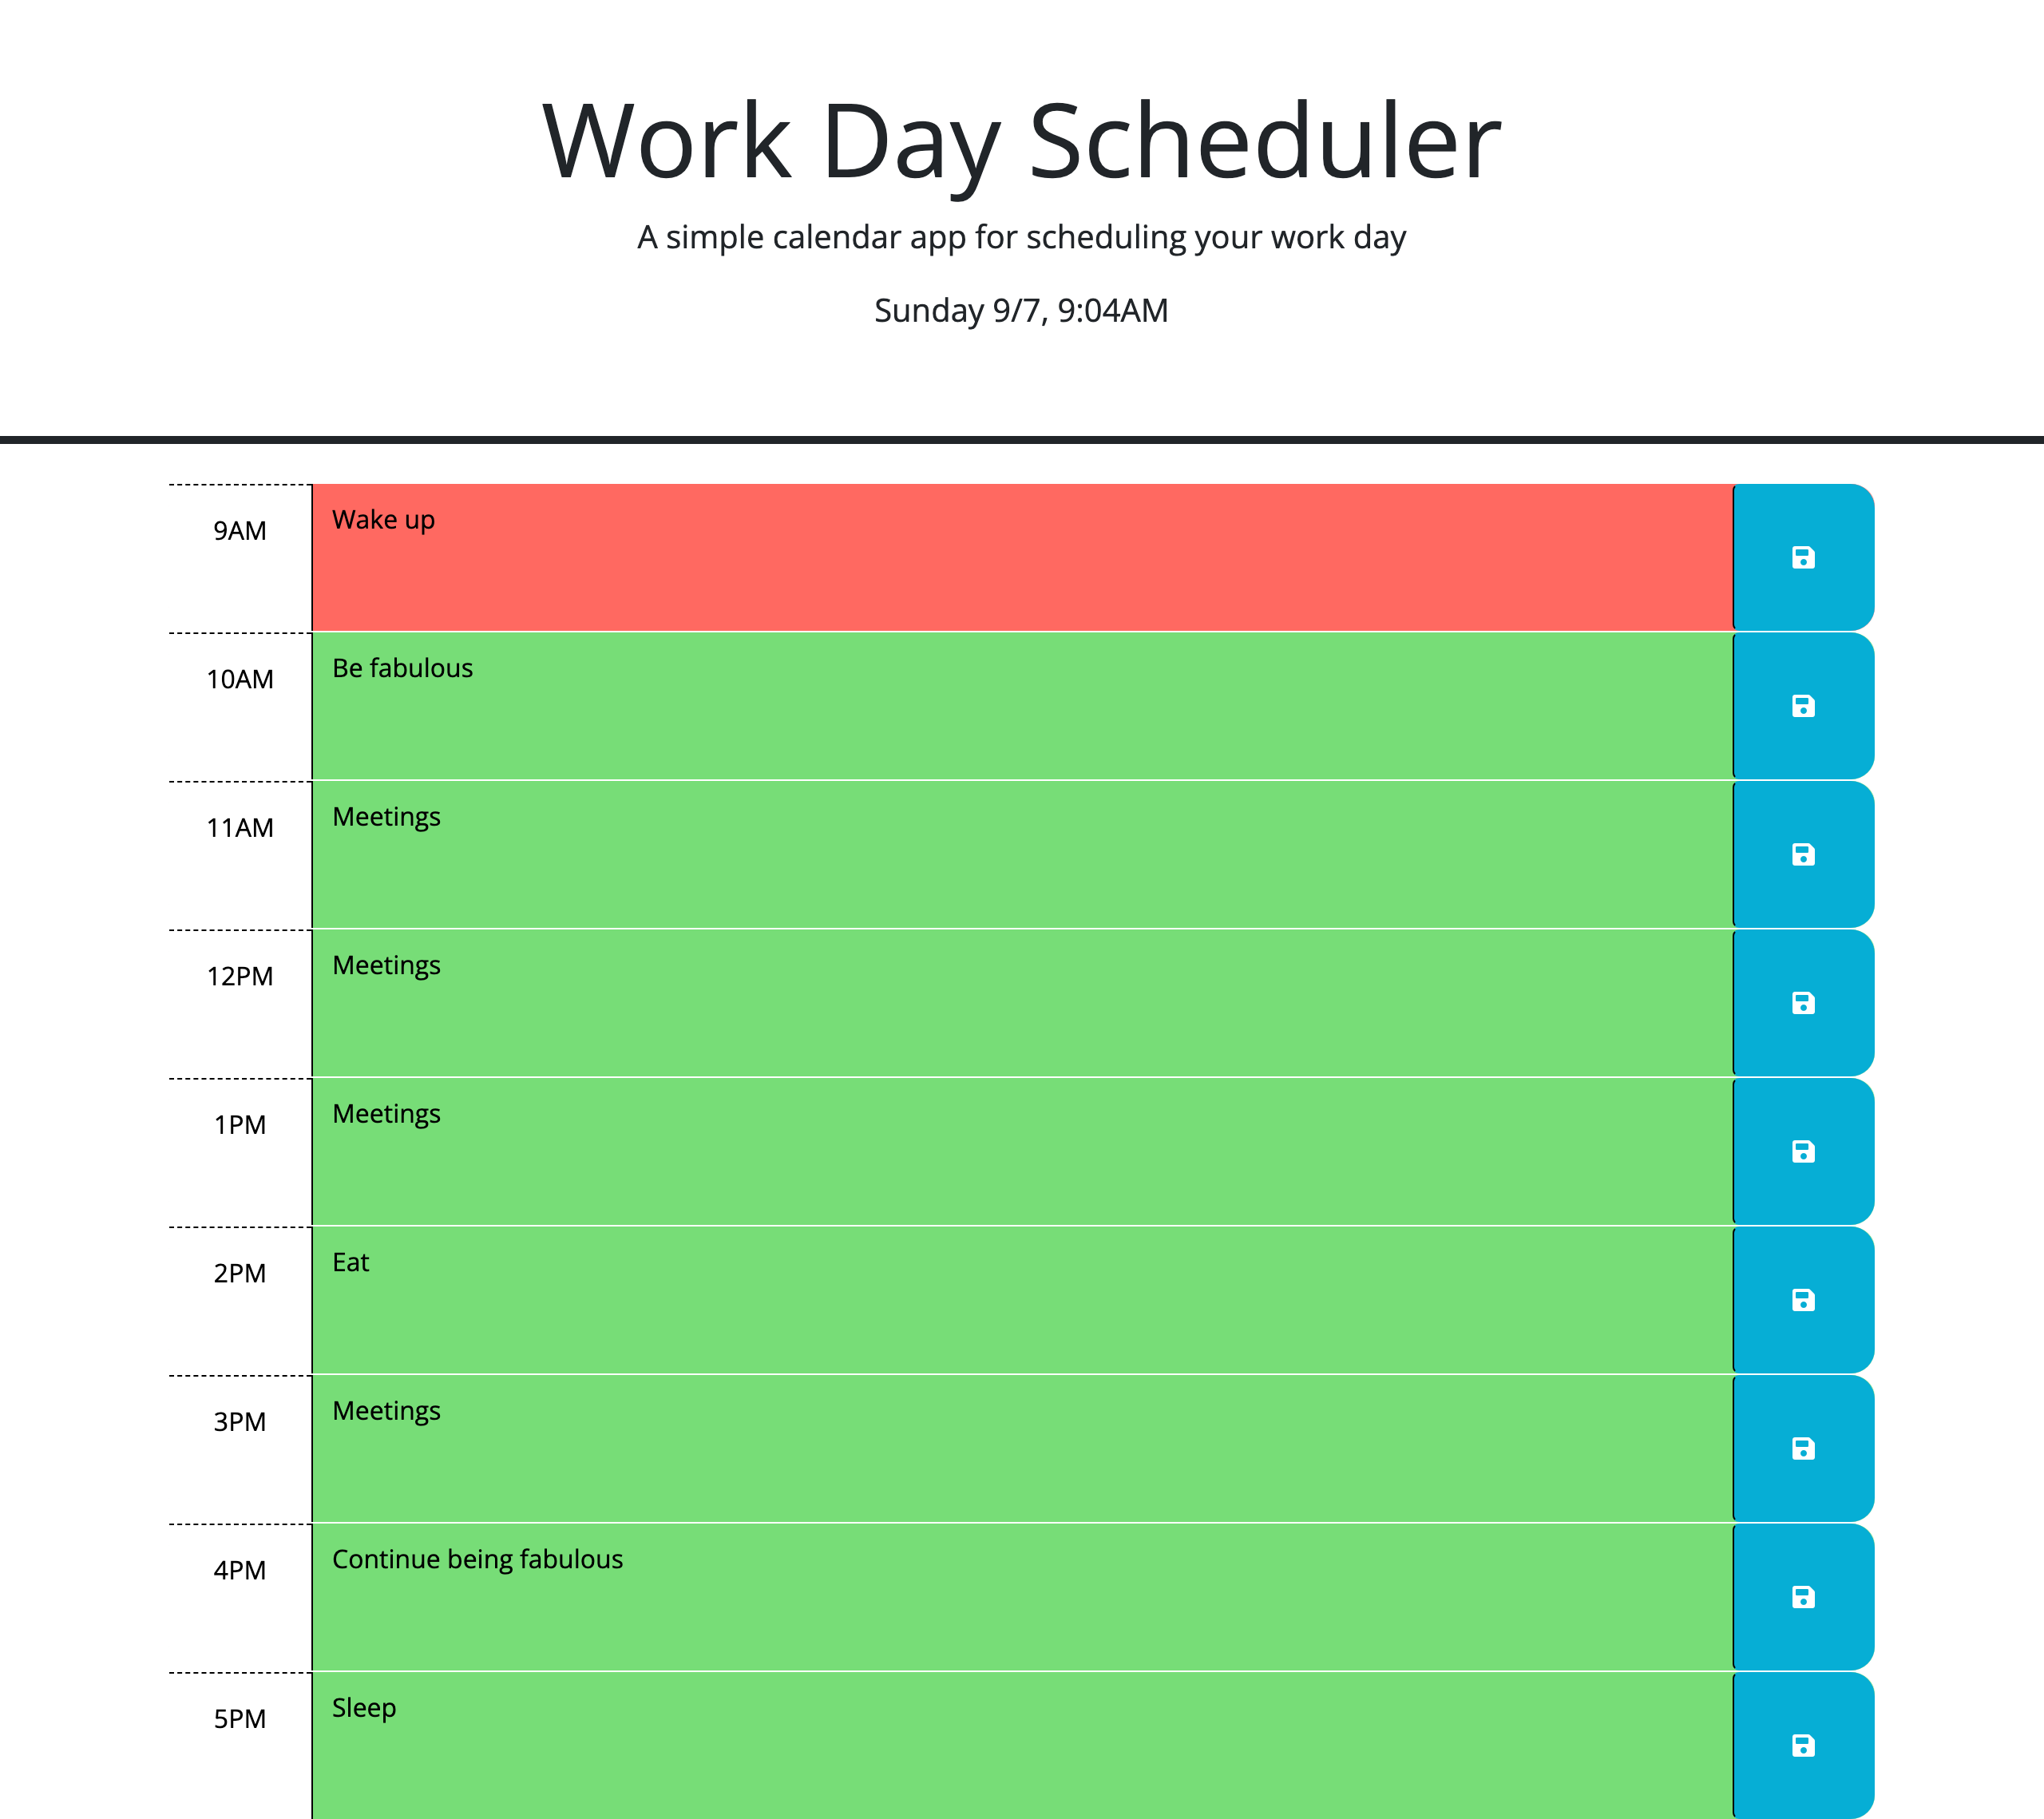 Work Day Scheduler
A simple calendar app for scheduling your work day
Sunday 9/7, 9:04AM
9AM
Wake up
10AM
Be fabulous
11AM
Meetings
12PM
Meetings
1PM
Meetings
2PM
Eat
3PM
Meetings
4PM
Continue being fabulous
5PM
Sleep